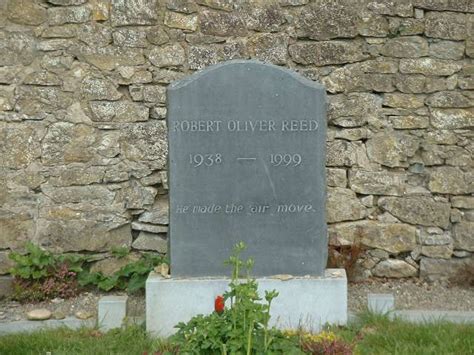 ROBERT OLIVER REED
1938 — 1999
He made the air move.